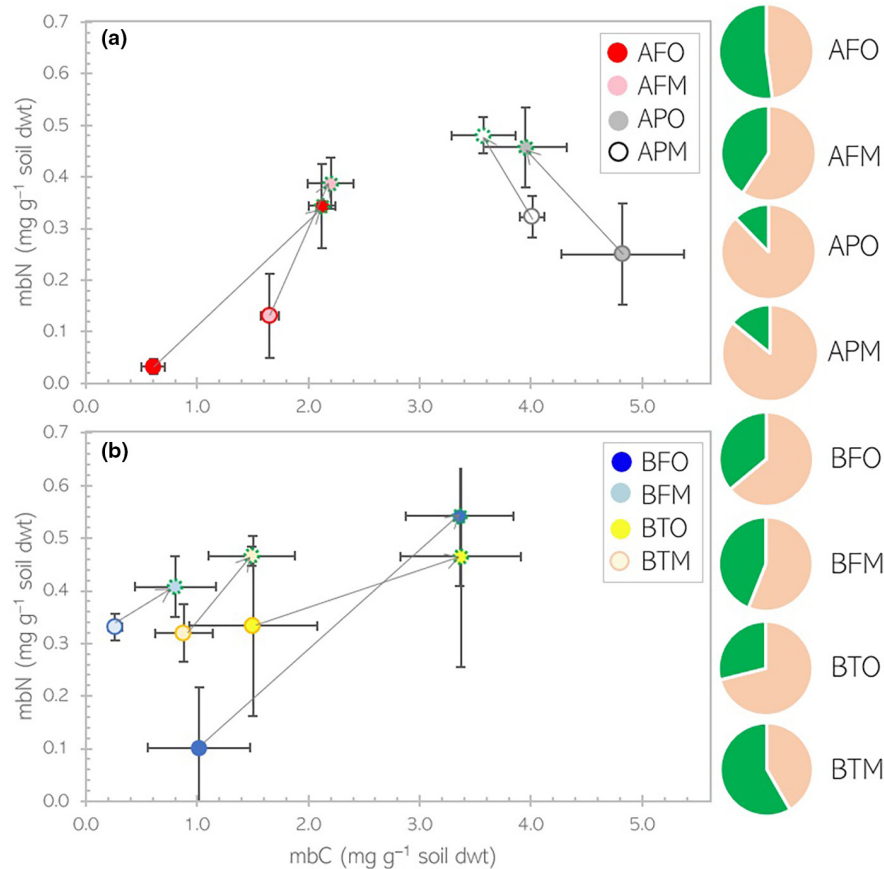 (a)
mbN (mg g⁻¹ soil dwt)
0.7
0.6
0.5
0.4
0.3
0.2
0.1
0.0
0.0 1.0 2.0 3.0 4.0 5.0
AFO
AFM
APO
APM
(b)
mbN (mg g⁻¹ soil dwt)
0.7
0.6
0.5
0.4
0.3
0.2
0.1
0.0
0.0 1.0 2.0 3.0 4.0 5.0
mbC (mg g⁻¹ soil dwt)
BFO
BFM
BTO
BTM
AFO
AFM
APO
APM
BFO
BFM
BTO
BTM